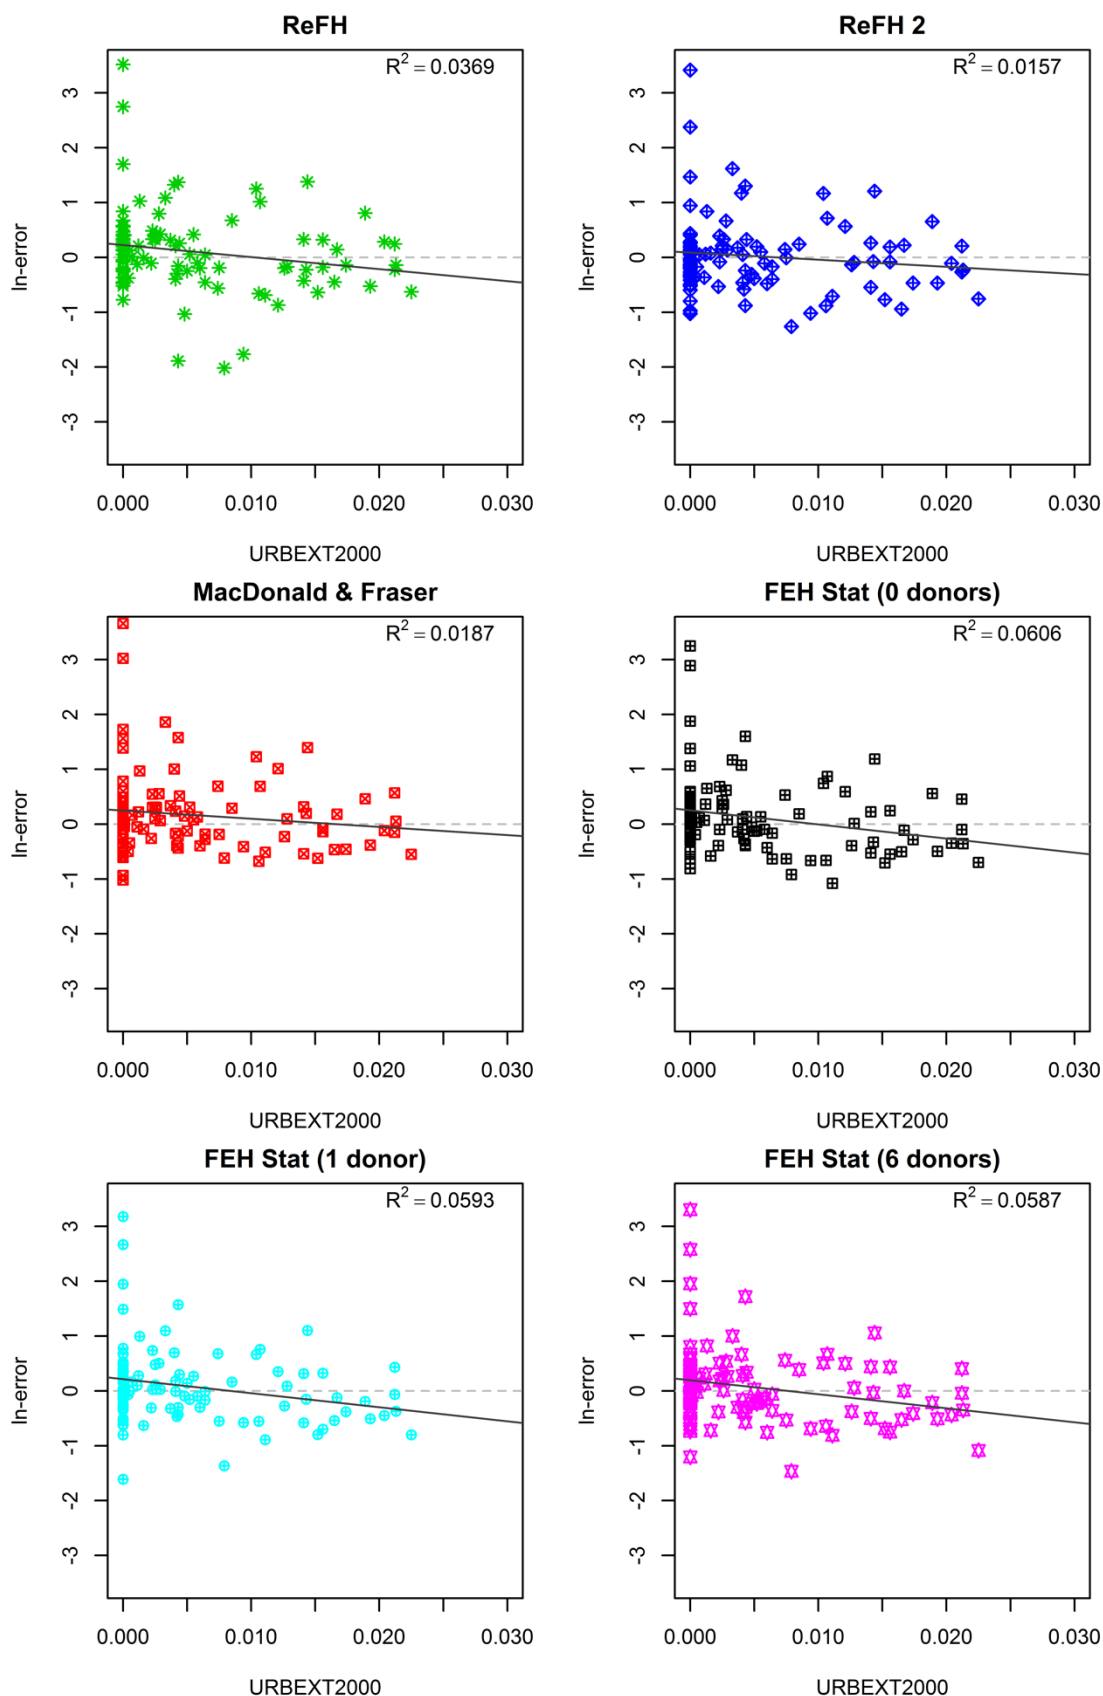 ReFH
R² = 0.0369
ln-error
3
2
1
0
-1
-2
-3
0.000 0.010 0.020 0.030
URBEXT2000
ReFH 2
R² = 0.0157
ln-error
3
2
1
0
-1
-2
-3
0.000 0.010 0.020 0.030
URBEXT2000
MacDonald & Fraser
R² = 0.0187
ln-error
3
2
1
0
-1
-2
-3
0.000 0.010 0.020 0.030
URBEXT2000
FEH Stat (0 donors)
R² = 0.0606
ln-error
3
2
1
0
-1
-2
-3
0.000 0.010 0.020 0.030
URBEXT2000
FEH Stat (1 donor)
R² = 0.0593
ln-error
3
2
1
0
-1
-2
-3
0.000 0.010 0.020 0.030
URBEXT2000
FEH Stat (6 donors)
R² = 0.0587
ln-error
3
2
1
0
-1
-2
-3
0.000 0.010 0.020 0.030
URBEXT2000